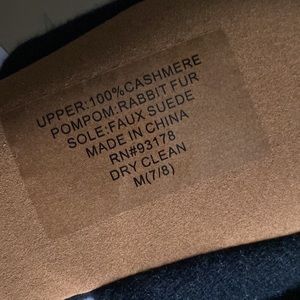 UPPER:100%CASHMERE
POMPOM:RABBIT FUR
SOLE:FAUX SUEDE
MADE IN CHINA
RN#93178
DRY CLEAN
M(7/8)